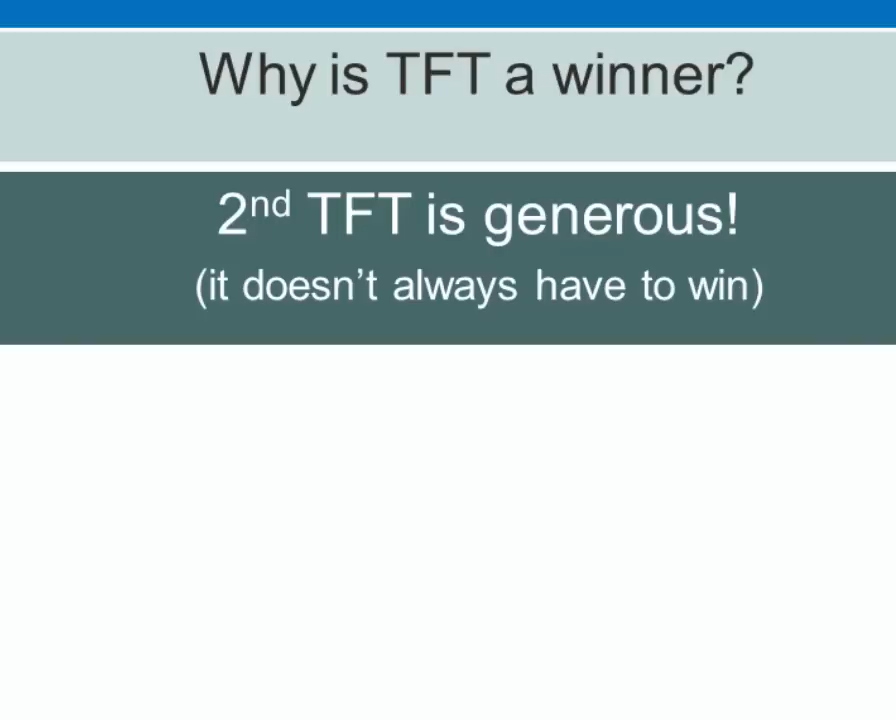 Why is TFT a winner?
2nd TFT is generous!
(it doesn’t always have to win)